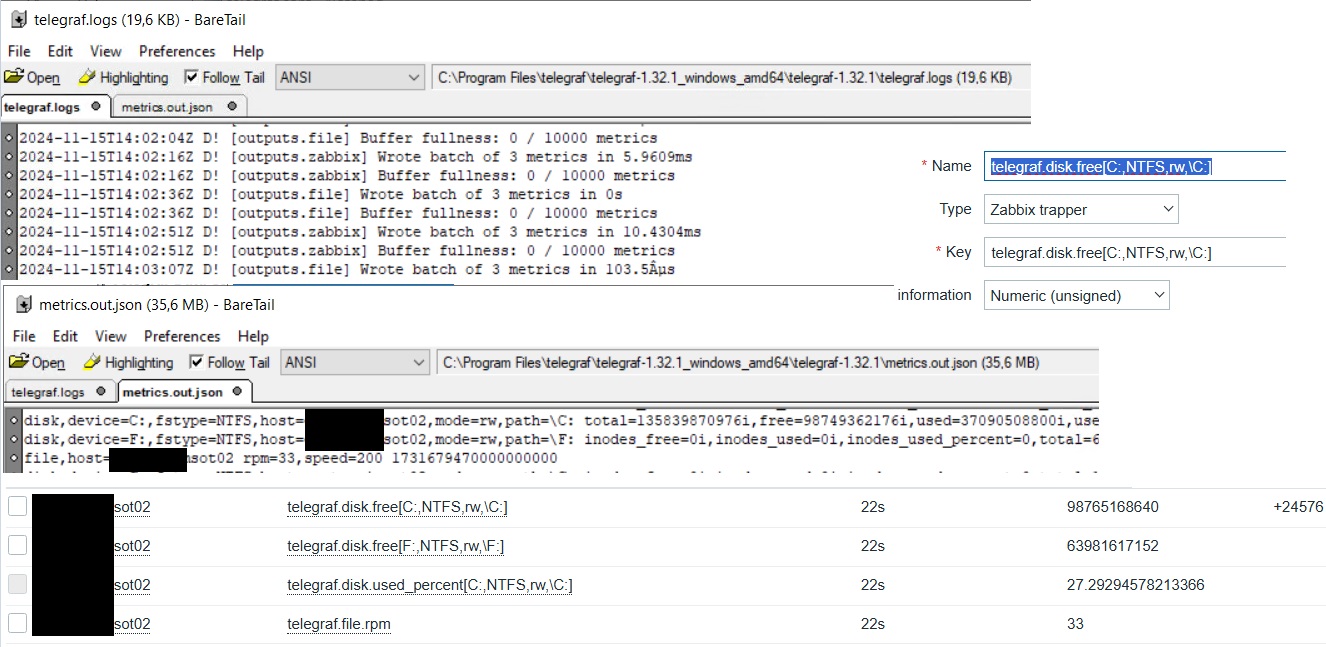 telegraf.logs (19,6 KB) - BareTail
File Edit View Preferences Help
Open Highlighting Follow Tail ANSI C:\Program Files\telegraf\telegraf-1.32.1_windows_amd64\telegraf-1.32.1\telegraf.logs (19,6 KB)
telegraf.logs metrics.out.json
2024-11-15T14:02:04Z D! [outputs.file] Buffer fullness: 0 / 10000 metrics
2024-11-15T14:02:16Z D! [outputs.zabbix] Wrote batch of 3 metrics in 5.9609ms
2024-11-15T14:02:16Z D! [outputs.zabbix] Buffer fullness: 0 / 10000 metrics
2024-11-15T14:02:36Z D! [outputs.file] Wrote batch of 3 metrics in 0s
2024-11-15T14:02:36Z D! [outputs.file] Buffer fullness: 0 / 10000 metrics
2024-11-15T14:02:51Z D! [outputs.zabbix] Wrote batch of 3 metrics in 10.4304ms
2024-11-15T14:02:51Z D! [outputs.zabbix] Buffer fullness: 0 / 10000 metrics
2024-11-15T14:03:07Z D! [outputs.file] Wrote batch of 3 metrics in 103.5Âµs
* Name telegraf.disk.free[C:,NTFS,rw,\C:]
Type Zabbix trapper
* Key telegraf.disk.free[C:,NTFS,rw,\C:]
information Numeric (unsigned)
metrics.out.json (35,6 MB) - BareTail
File Edit View Preferences Help
Open Highlighting Follow Tail ANSI C:\Program Files\telegraf\telegraf-1.32.1_windows_amd64\telegraf-1.32.1\metrics.out.json (35,6 MB)
telegraf.logs metrics.out.json
disk,device=C:,fstype=NTFS,host= sot02,mode=rw,path=\C: total=135839870976i,free=98749362176i,used=37090508800i,use
disk,device=F:,fstype=NTFS,host= sot02,mode=rw,path=\F: inodes_free=0i,inodes_used=0i,inodes_used_percent=0,total=6
file,host= sot02 rpm=33,speed=200 1731679470000000000
sot02 telegraf.disk.free[C:,NTFS,rw,\C:] 22s 98765168640 +24576
sot02 telegraf.disk.free[F:,NTFS,rw,\F:] 22s 63981617152
sot02 telegraf.disk.used_percent[C:,NTFS,rw,\C:] 22s 27.29294578213366
sot02 telegraf.file.rpm 22s 33